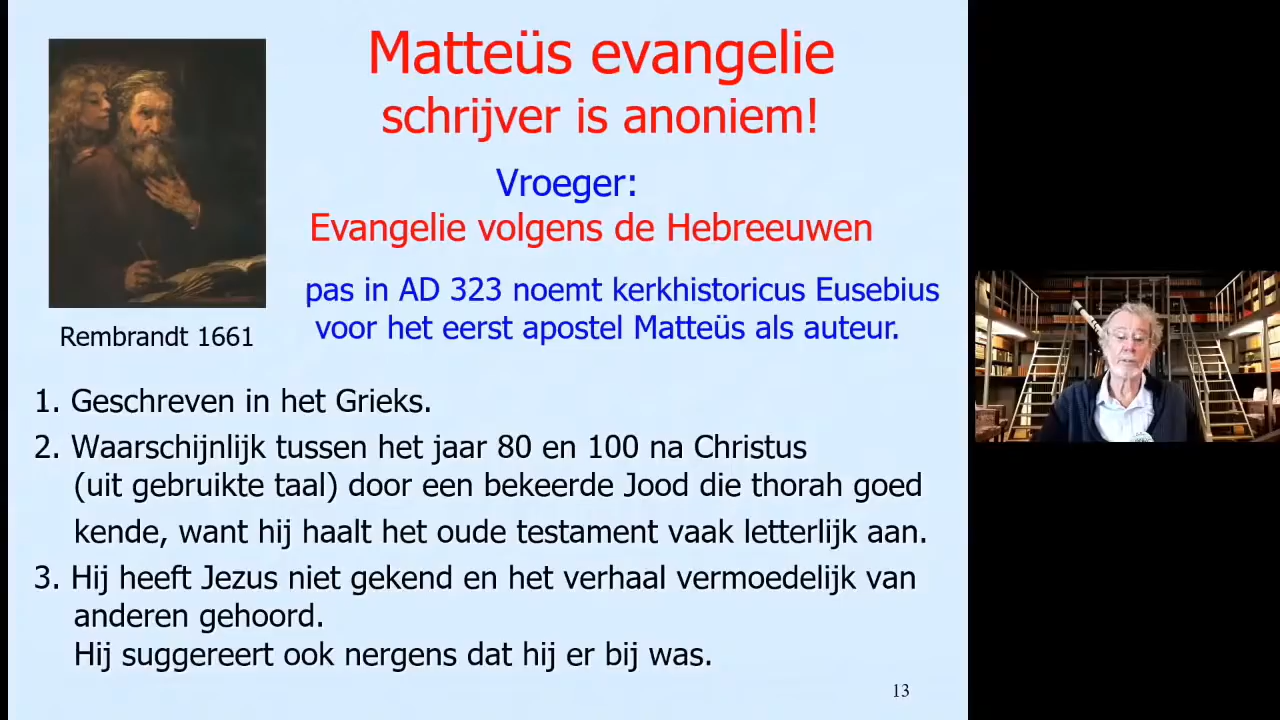 Matteüs evangelie
schrijver is anoniem!
Vroeger:
Evangelie volgens de Hebreeuwen
pas in AD 323 noemt kerkhistoricus Eusebius
voor het eerst apostel Matteüs als auteur.
Rembrandt 1661
1. Geschreven in het Grieks.
2. Waarschijnlijk tussen het jaar 80 en 100 na Christus
(uit gebruikte taal) door een bekeerde Jood die thorah goed
kende, want hij haalt het oude testament vaak letterlijk aan.
3. Hij heeft Jezus niet gekend en het verhaal vermoedelijk van
anderen gehoord.
Hij suggereert ook nergens dat hij er bij was.
13